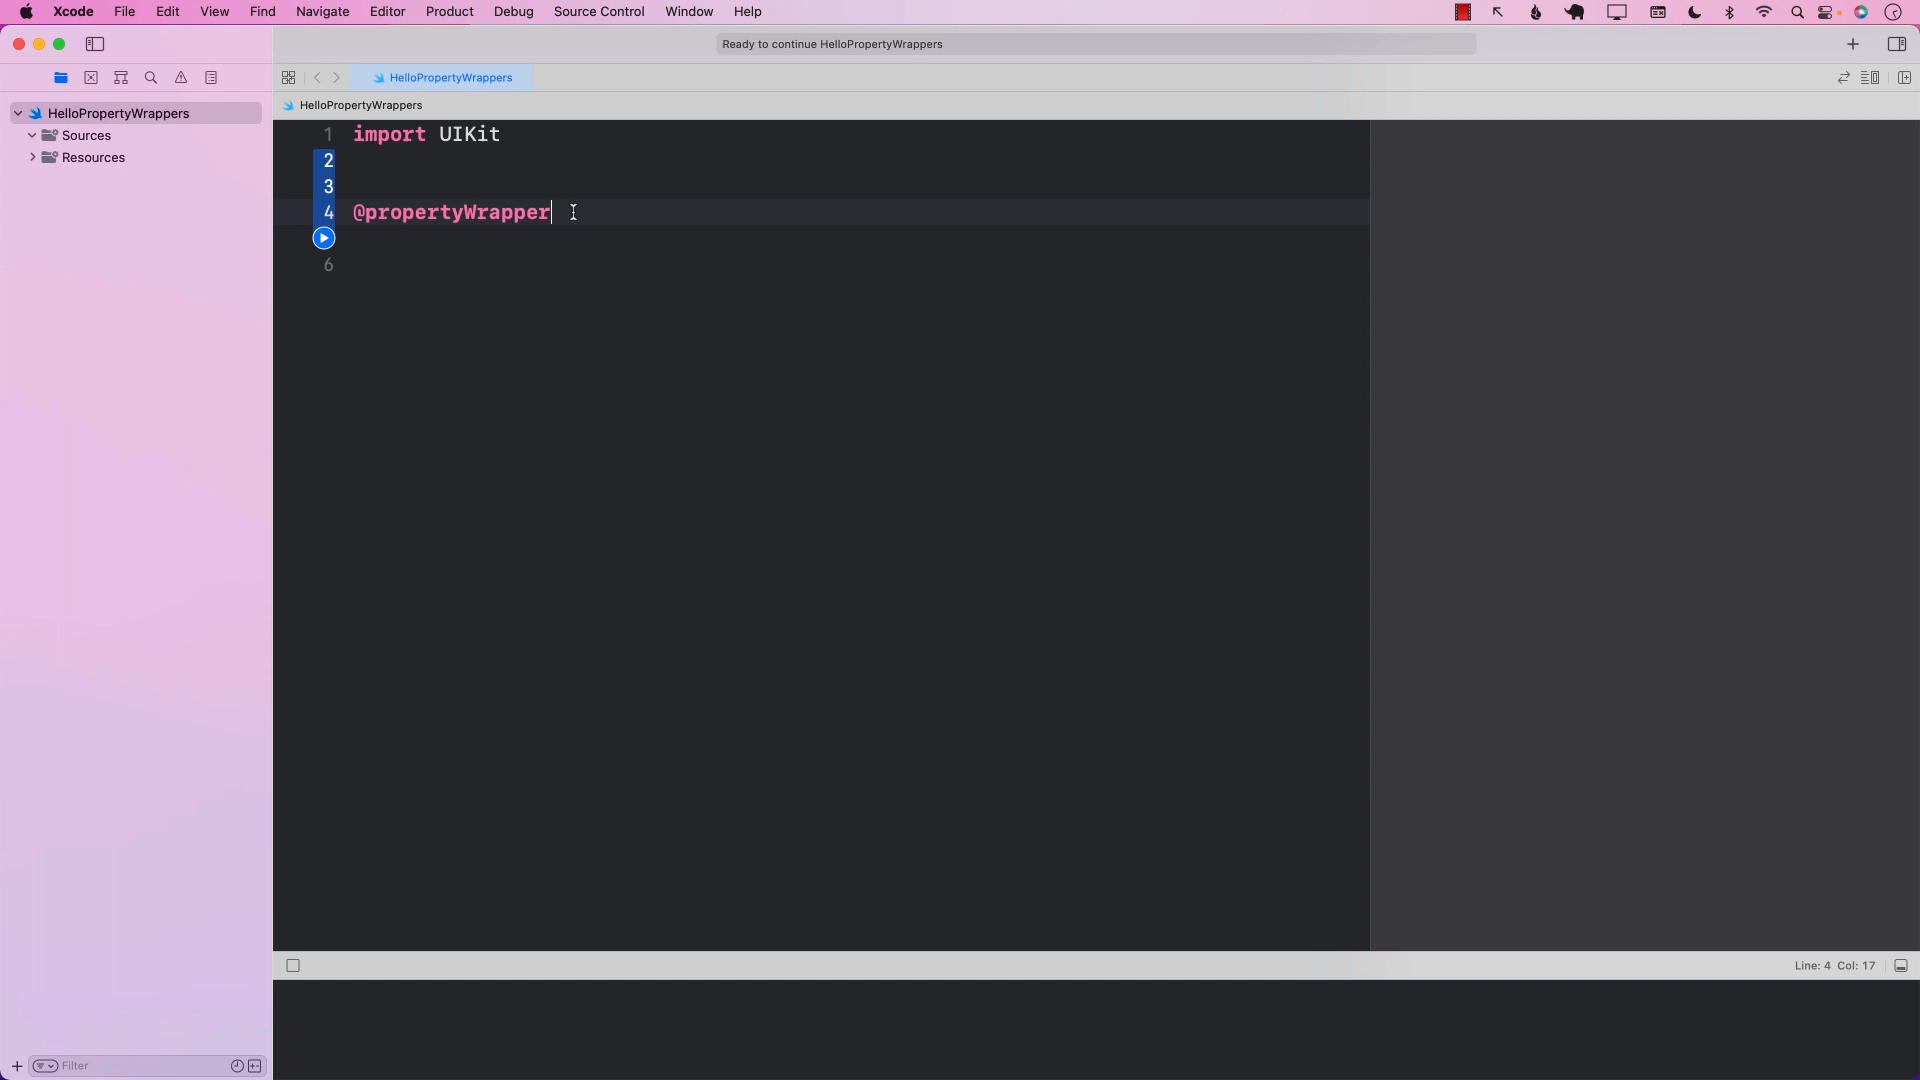 Xcode File Edit View Find Navigate Editor Product Debug Source Control Window Help
Ready to continue HelloPropertyWrappers
HelloPropertyWrappers
HelloPropertyWrappers
HelloPropertyWrappers
Sources
Resources
1 import UIKit
2
3
4 @propertyWrapper
6
Line: 4 Col: 17
Filter